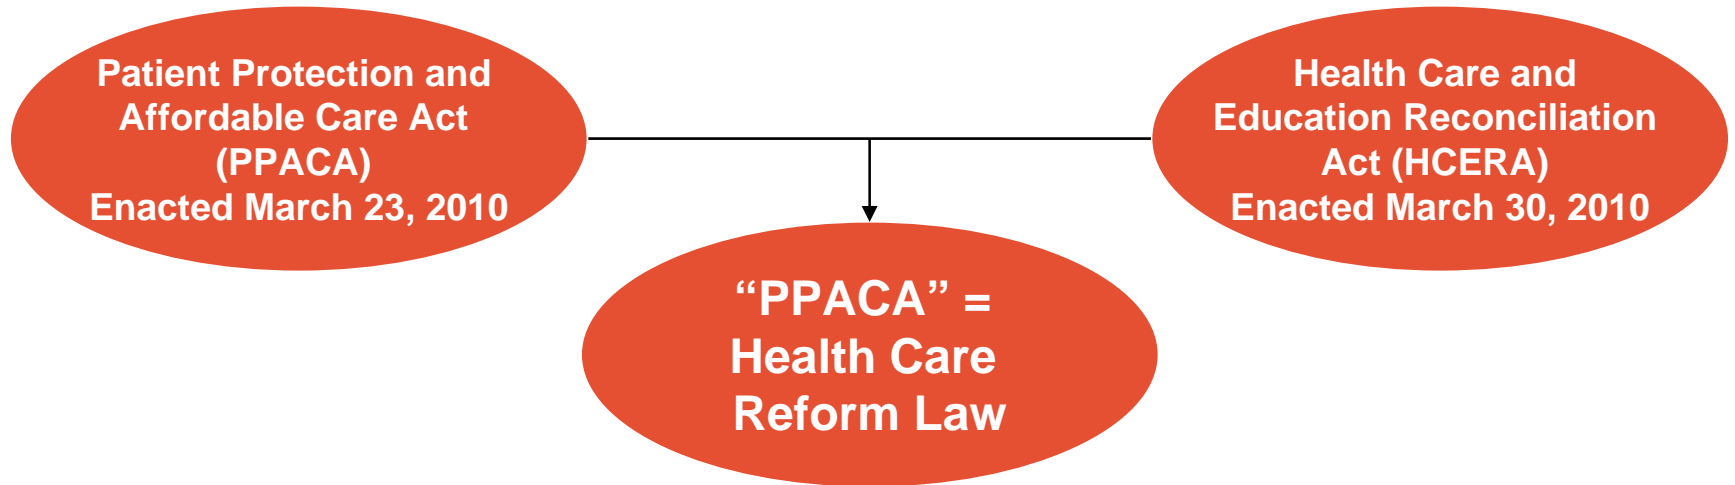 Patient Protection and
Affordable Care Act
(PPACA)
Enacted March 23, 2010
Health Care and
Education Reconciliation
Act (HCERA)
Enacted March 30, 2010
“PPACA” =
Health Care
Reform Law